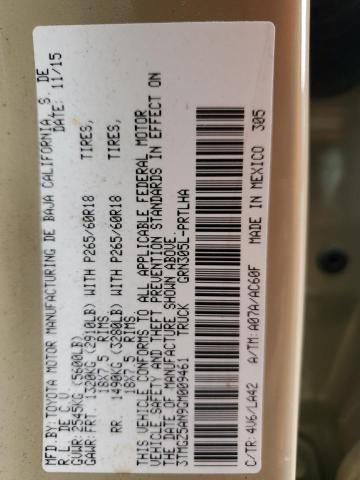 MFD.BY: TOYOTA MOTOR MANUFACTURING DE BAJA CALIFORNIA S. DE
R.L. DE C.V. DATE: 11/15
GVWR: 2545KG (5600LB)
GAWR: FRT. 1320KG (2910LB) WITH P265/60R18 TIRES,
18X7.5 RIMS.
RR. 1490KG (3280LB) WITH P265/60R18 TIRES,
18X7.5 RIMS.
THIS VEHICLE CONFORMS TO ALL APPLICABLE FEDERAL MOTOR
VEHICLE SAFETY AND THEFT PREVENTION STANDARDS IN EFFECT ON
THE DATE OF MANUFACTURE SHOWN ABOVE.
3TMGZ5AN9GM009461 TRUCK GRN305L-PRTLHA
C/TR: 4V6/LA42 A/TM: A07A/AC60F MADE IN MEXICO 305